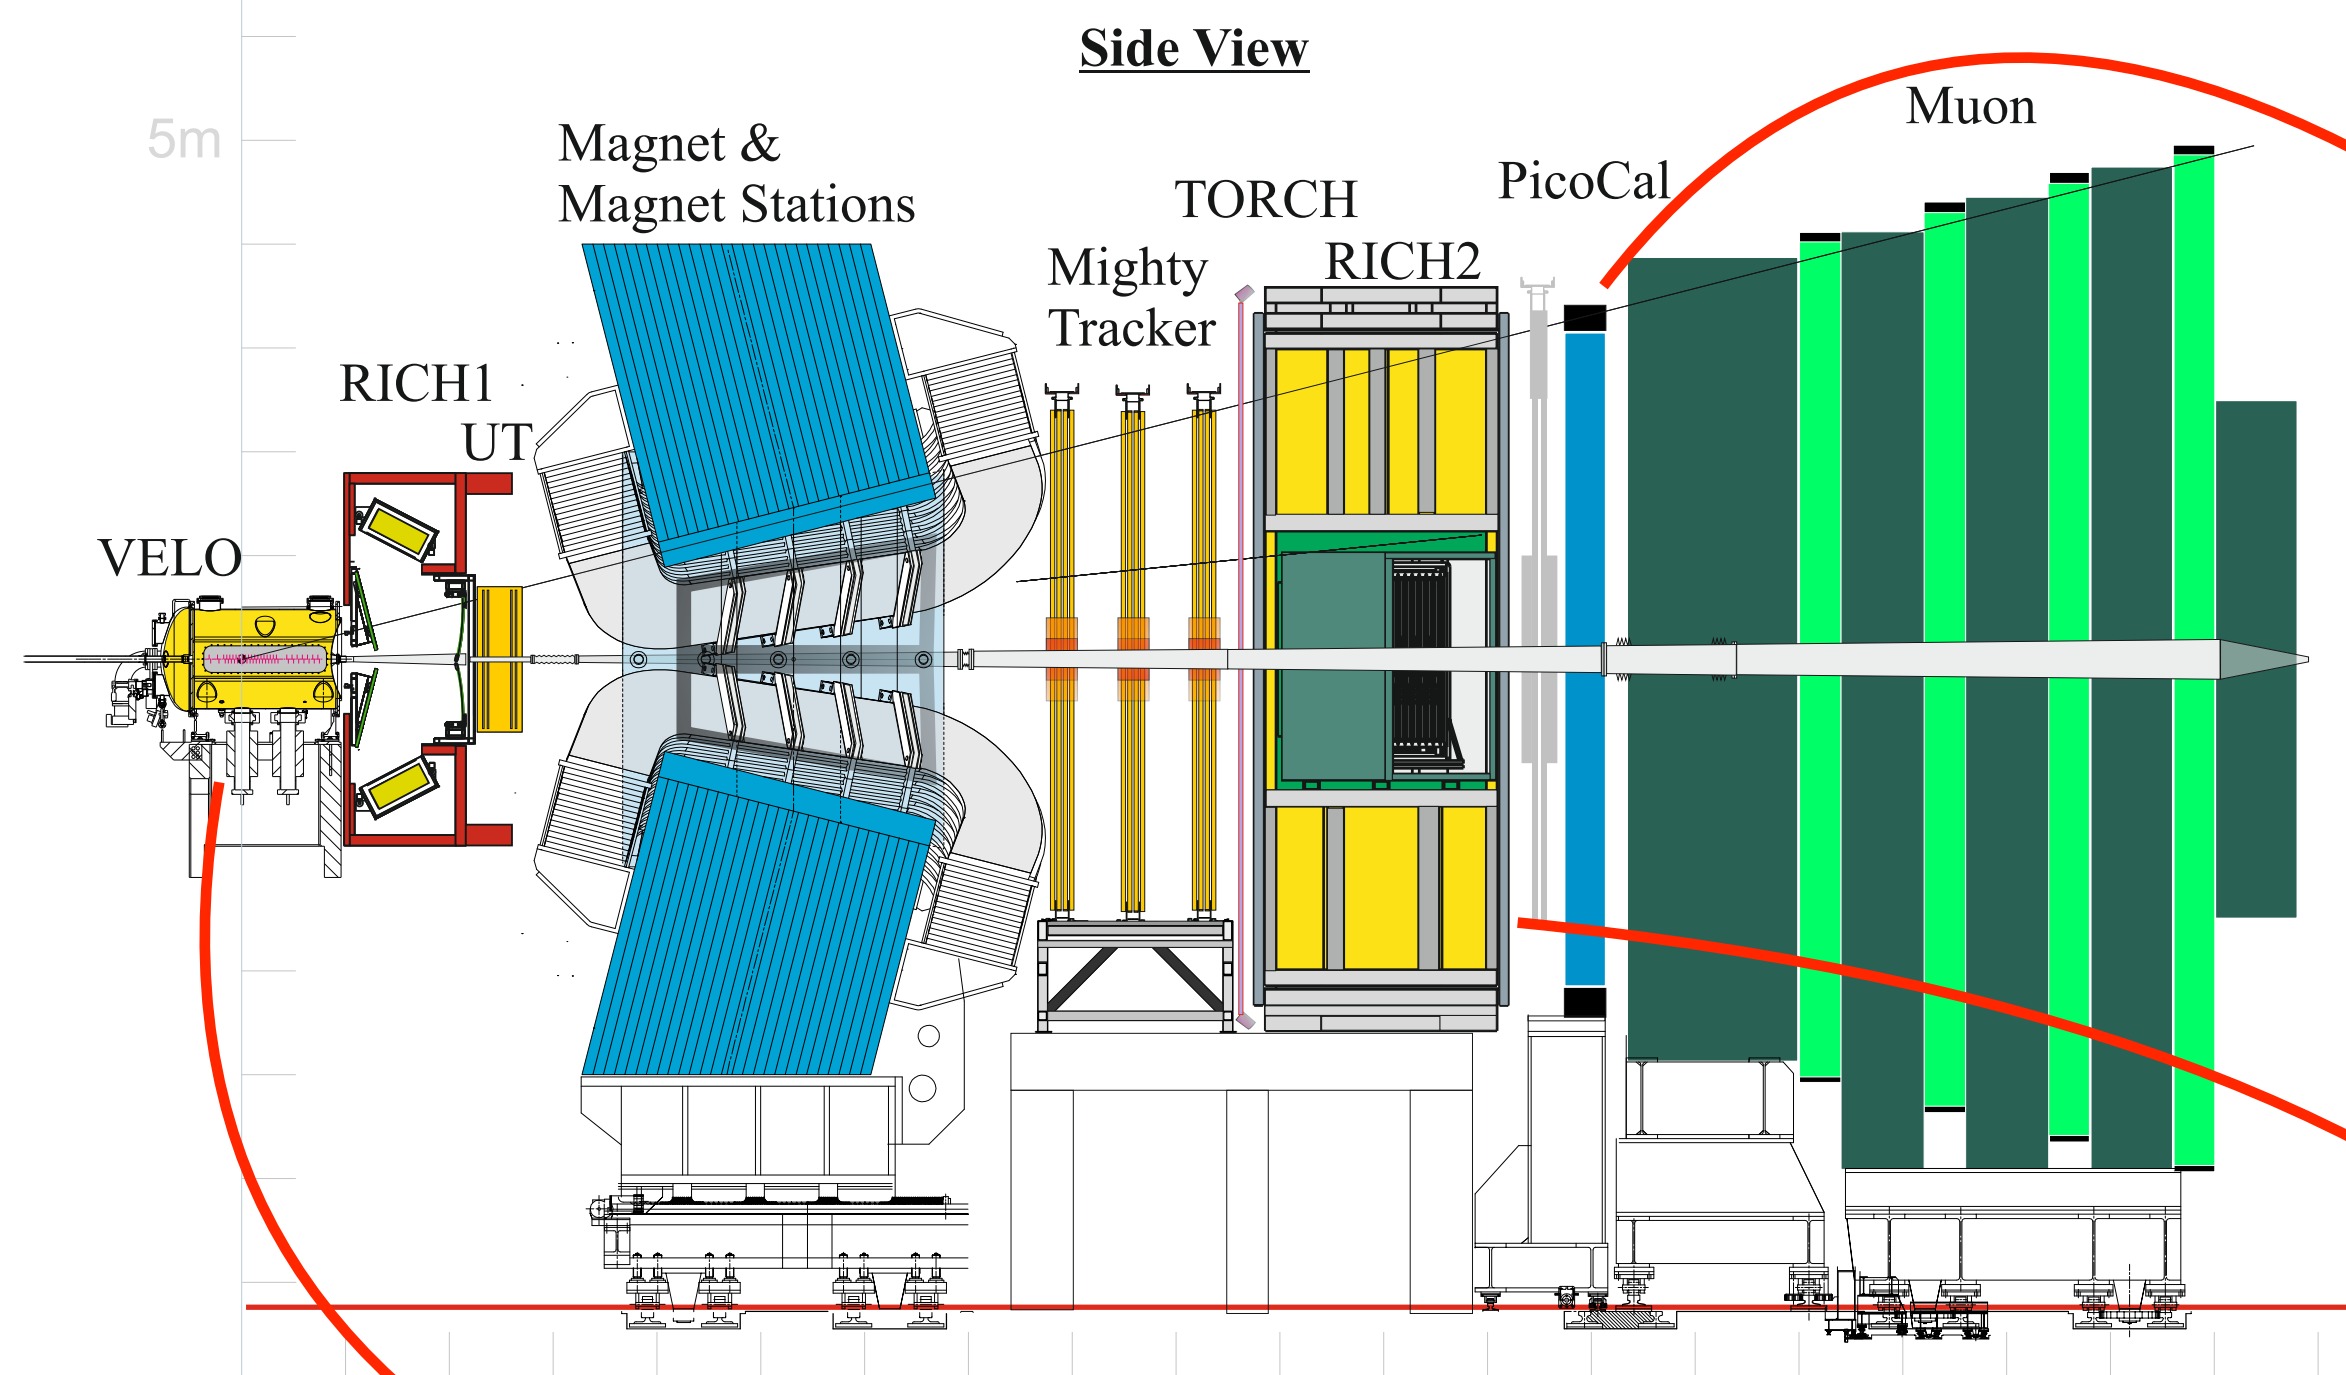 Side View
5m
Magnet &
Magnet Stations
Muon
PicoCal
TORCH
RICH2
Mighty
Tracker
RICH1
UT
VELO